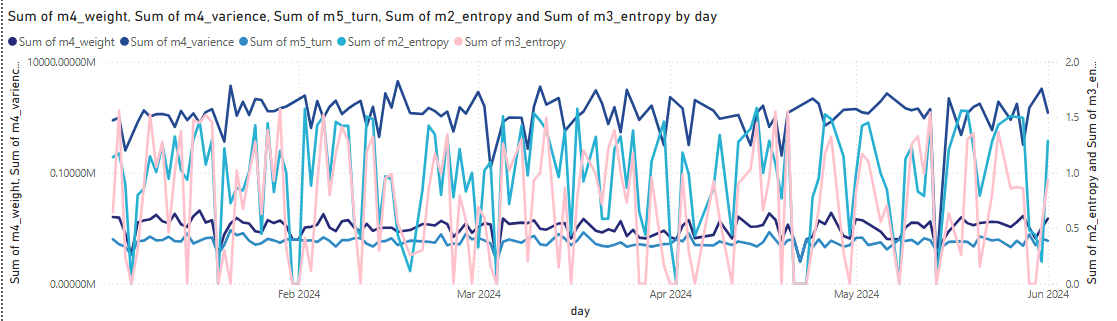 Sum of m4_weight, Sum of m4_varience, Sum of m5_turn, Sum of m2_entropy and Sum of m3_entropy by day
Sum of m4_weight Sum of m4_varience Sum of m5_turn Sum of m2_entropy Sum of m3_entropy
Sum of m4_weight, Sum of m4_varienc...
10000.00000M
0.10000M
0.00000M
2.0
1.5
1.0
0.5
0.0
Sum of m2_entropy and Sum of m3_en...
Feb 2024
Mar 2024
Apr 2024
May 2024
Jun 2024
day